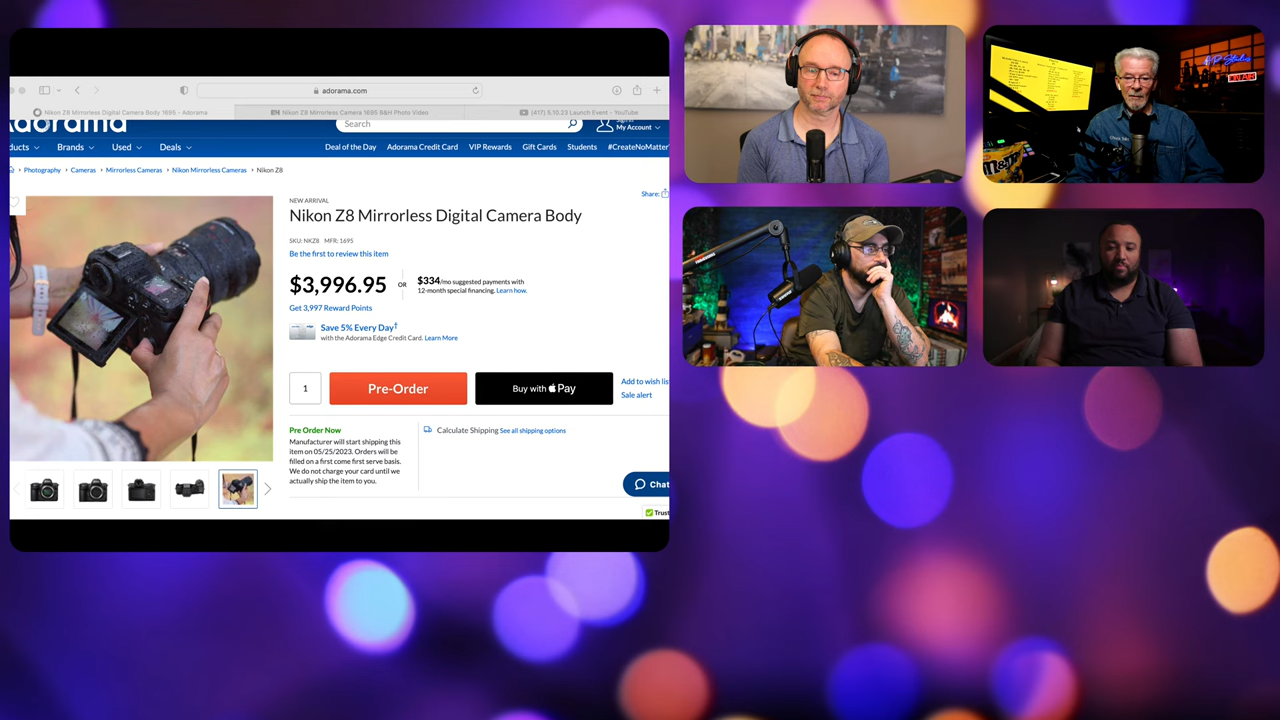 adorama.com
Nikon Z8 Mirrorless Digital Camera Body 1695 - Adorama
Nikon Z8 Mirrorless Camera 1695 B&H Photo Video
(417) 5.10.23 Launch Event - YouTube
Adorama
Search
My Account
ducts
Brands
Used
Deals
Deal of the Day
Adorama Credit Card
VIP Rewards
Gift Cards
Students
#CreateNoMatter
Photography
Cameras
Mirrorless Cameras
Nikon Mirrorless Cameras
Nikon Z8
Share:
NEW ARRIVAL
Nikon Z8 Mirrorless Digital Camera Body
SKU: NKZ8 MFR: 1695
Be the first to review this item
$3,996.95
OR
$334/mo suggested payments with
12-month special financing. Learn how.
Get 3,997 Reward Points
Save 5% Every Day†
with the Adorama Edge Credit Card. Learn More
1
Pre-Order
Buy with Pay
Add to wish lis
Sale alert
Pre Order Now
Manufacturer will start shipping this
item on 05/25/2023. Orders will be
filled on a first come first serve basis.
We do not charge your card until we
actually ship the item to you.
Calculate Shipping See all shipping options
Chat
Trust
ON AIR
M&M's